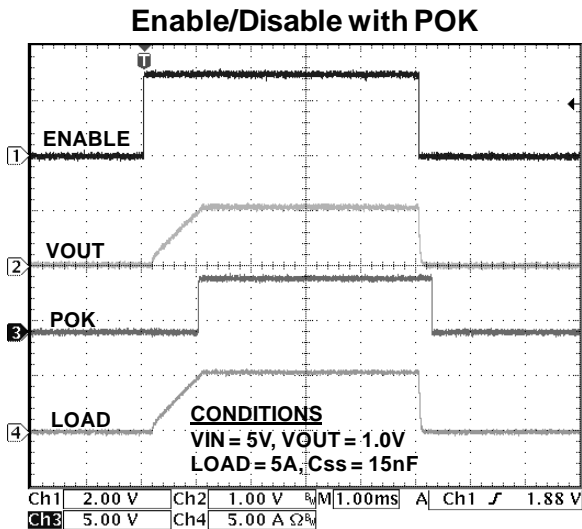 Enable/Disable with POK
T
ENABLE
1
VOUT
2
POK
3
LOAD
4
CONDITIONS
VIN = 5V, VOUT = 1.0V
LOAD = 5A, Css = 15nF
Ch1 2.00 V Ch2 1.00 V BW M 1.00ms A Ch1 1.88 V
Ch3 5.00 V Ch4 5.00 A Ω BW